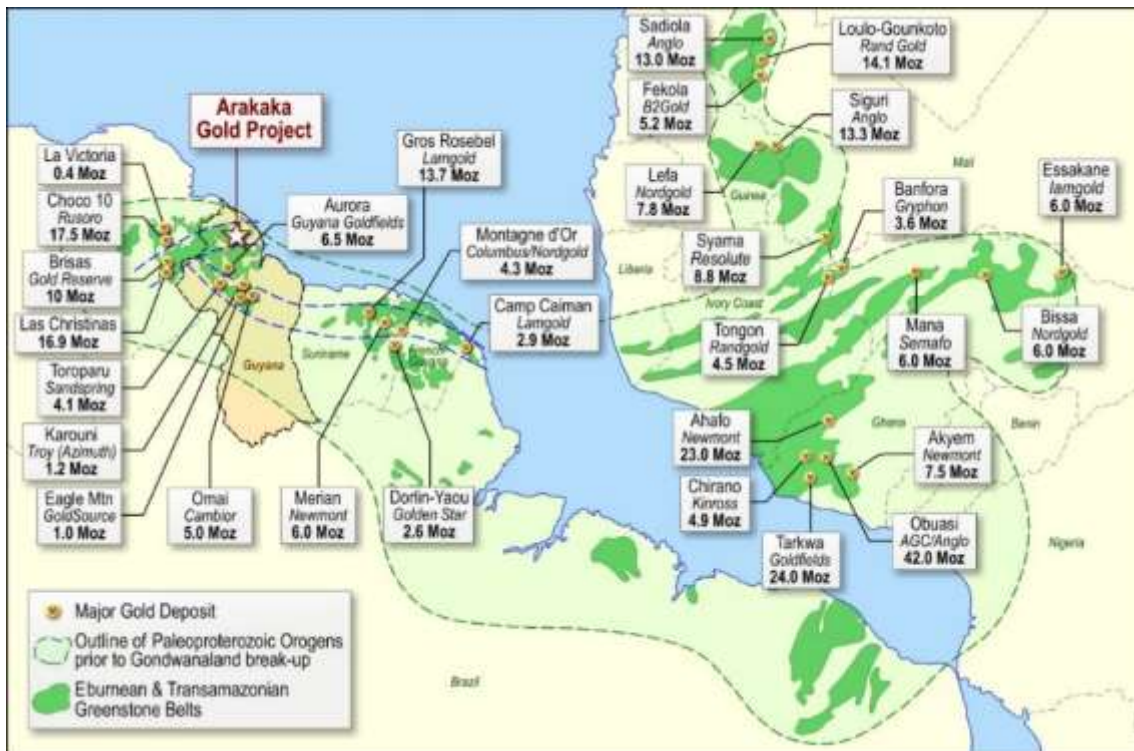 Sadiola
Anglo
13.0 Moz
Loulo-Gounkoto
Rand Gold
14.1 Moz
Fekola
B2Gold
5.2 Moz
Siguri
Anglo
13.3 Moz
Arakaka
Gold Project
Gros Rosebel
Lamgold
13.7 Moz
La Victoria
0.4 Moz
Choco 10
Rusoro
17.5 Moz
Aurora
Guyana Goldfields
6.5 Moz
Lefa
Nordgold
7.8 Moz
Guinea
Mali
Banfora
Gryphon
3.6 Moz
Essakane
Iamgold
6.0 Moz
Montagne d'Or
Columbus/Nordgold
4.3 Moz
Syama
Resolute
8.8 Moz
Brisas
Gold Reserve
10 Moz
Liberia
Ivory Coast
Camp Caiman
Lamgold
2.9 Moz
Las Christinas
16.9 Moz
Tongon
Randgold
4.5 Moz
Mana
Semafo
6.0 Moz
Bissa
Nordgold
6.0 Moz
Suriname
French
Guyana
Toroparu
Sandspring
4.1 Moz
Karouni
Troy (Azimuth)
1.2 Moz
Ahafo
Newmont
23.0 Moz
Ghana
Benin
Akyem
Newmont
7.5 Moz
Eagle Mtn
GoldSource
1.0 Moz
Omai
Cambior
5.0 Moz
Merian
Newmont
6.0 Moz
Dorlin-Yaou
Golden Star
2.6 Moz
Chirano
Kinross
4.9 Moz
Obuasi
AGC/Anglo
42.0 Moz
Nigeria
Tarkwa
Goldfields
24.0 Moz
Major Gold Deposit
Outline of Paleoproterozoic Orogens
prior to Gondwanaland break-up
Eburnean & Transamazonian
Greenstone Belts
Brazil